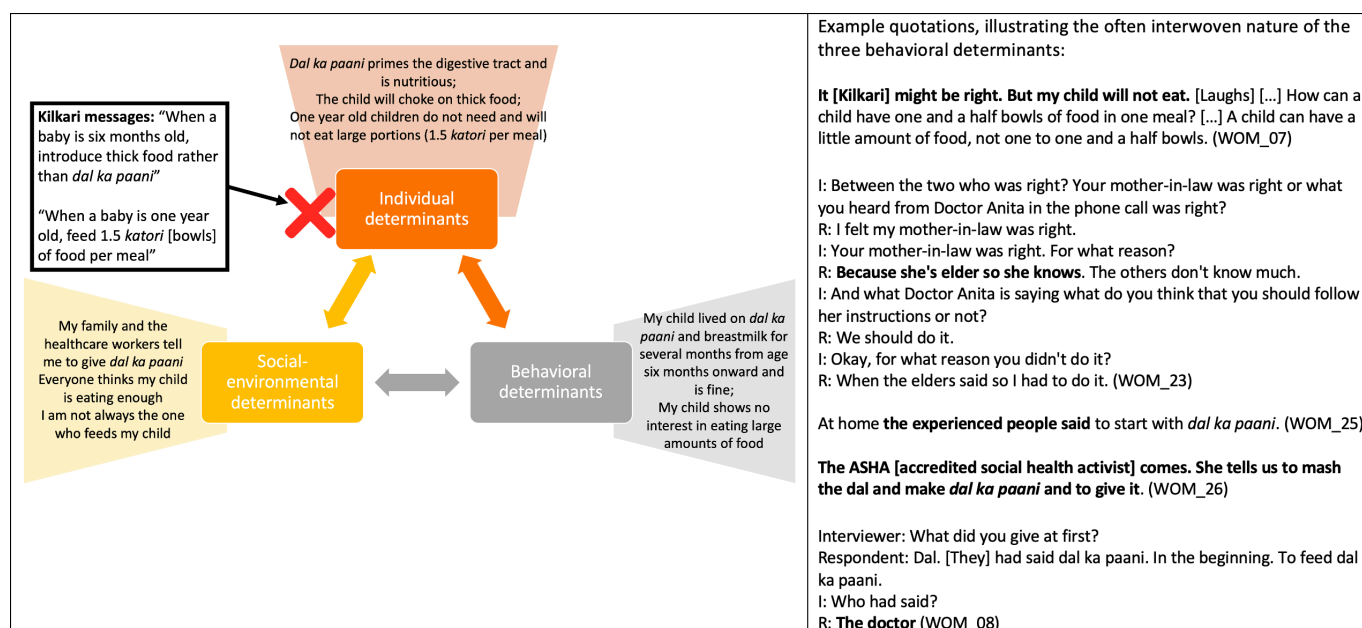 Dal ka paani primes the digestive tract and
is nutritious;
The child will choke on thick food;
One year old children do not need and will
not eat large portions (1.5 katori per meal)
Kilkari messages: “When a
baby is six months old,
introduce thick food rather
than dal ka paani”
“When a baby is one year
old, feed 1.5 katori [bowls]
of food per meal”
Individual
determinants
My family and the
healthcare workers tell
me to give dal ka paani
Everyone thinks my child
is eating enough
I am not always the one
who feeds my child
Social-
environmental
determinants
Behavioral
determinants
My child lived on dal ka
paani and breastmilk for
several months from age
six months onward and
is fine;
My child shows no
interest in eating large
amounts of food
Example quotations, illustrating the often interwoven nature of the
three behavioral determinants:
It [Kilkari] might be right. But my child will not eat. [Laughs] […] How can a
child have one and a half bowls of food in one meal? […] A child can have a
little amount of food, not one to one and a half bowls. (WOM_07)
I: Between the two who was right? Your mother-in-law was right or what
you heard from Doctor Anita in the phone call was right?
R: I felt my mother-in-law was right.
I: Your mother-in-law was right. For what reason?
R: Because she's elder so she knows. The others don't know much.
I: And what Doctor Anita is saying what do you think that you should follow
her instructions or not?
R: We should do it.
I: Okay, for what reason you didn't do it?
R: When the elders said so I had to do it. (WOM_23)
At home the experienced people said to start with dal ka paani. (WOM_25)
The ASHA [accredited social health activist] comes. She tells us to mash
the dal and make dal ka paani and to give it. (WOM_26)
Interviewer: What did you give at first?
Respondent: Dal. [They] had said dal ka paani. In the beginning. To feed dal
ka paani.
I: Who had said?
R: The doctor (WOM_08)